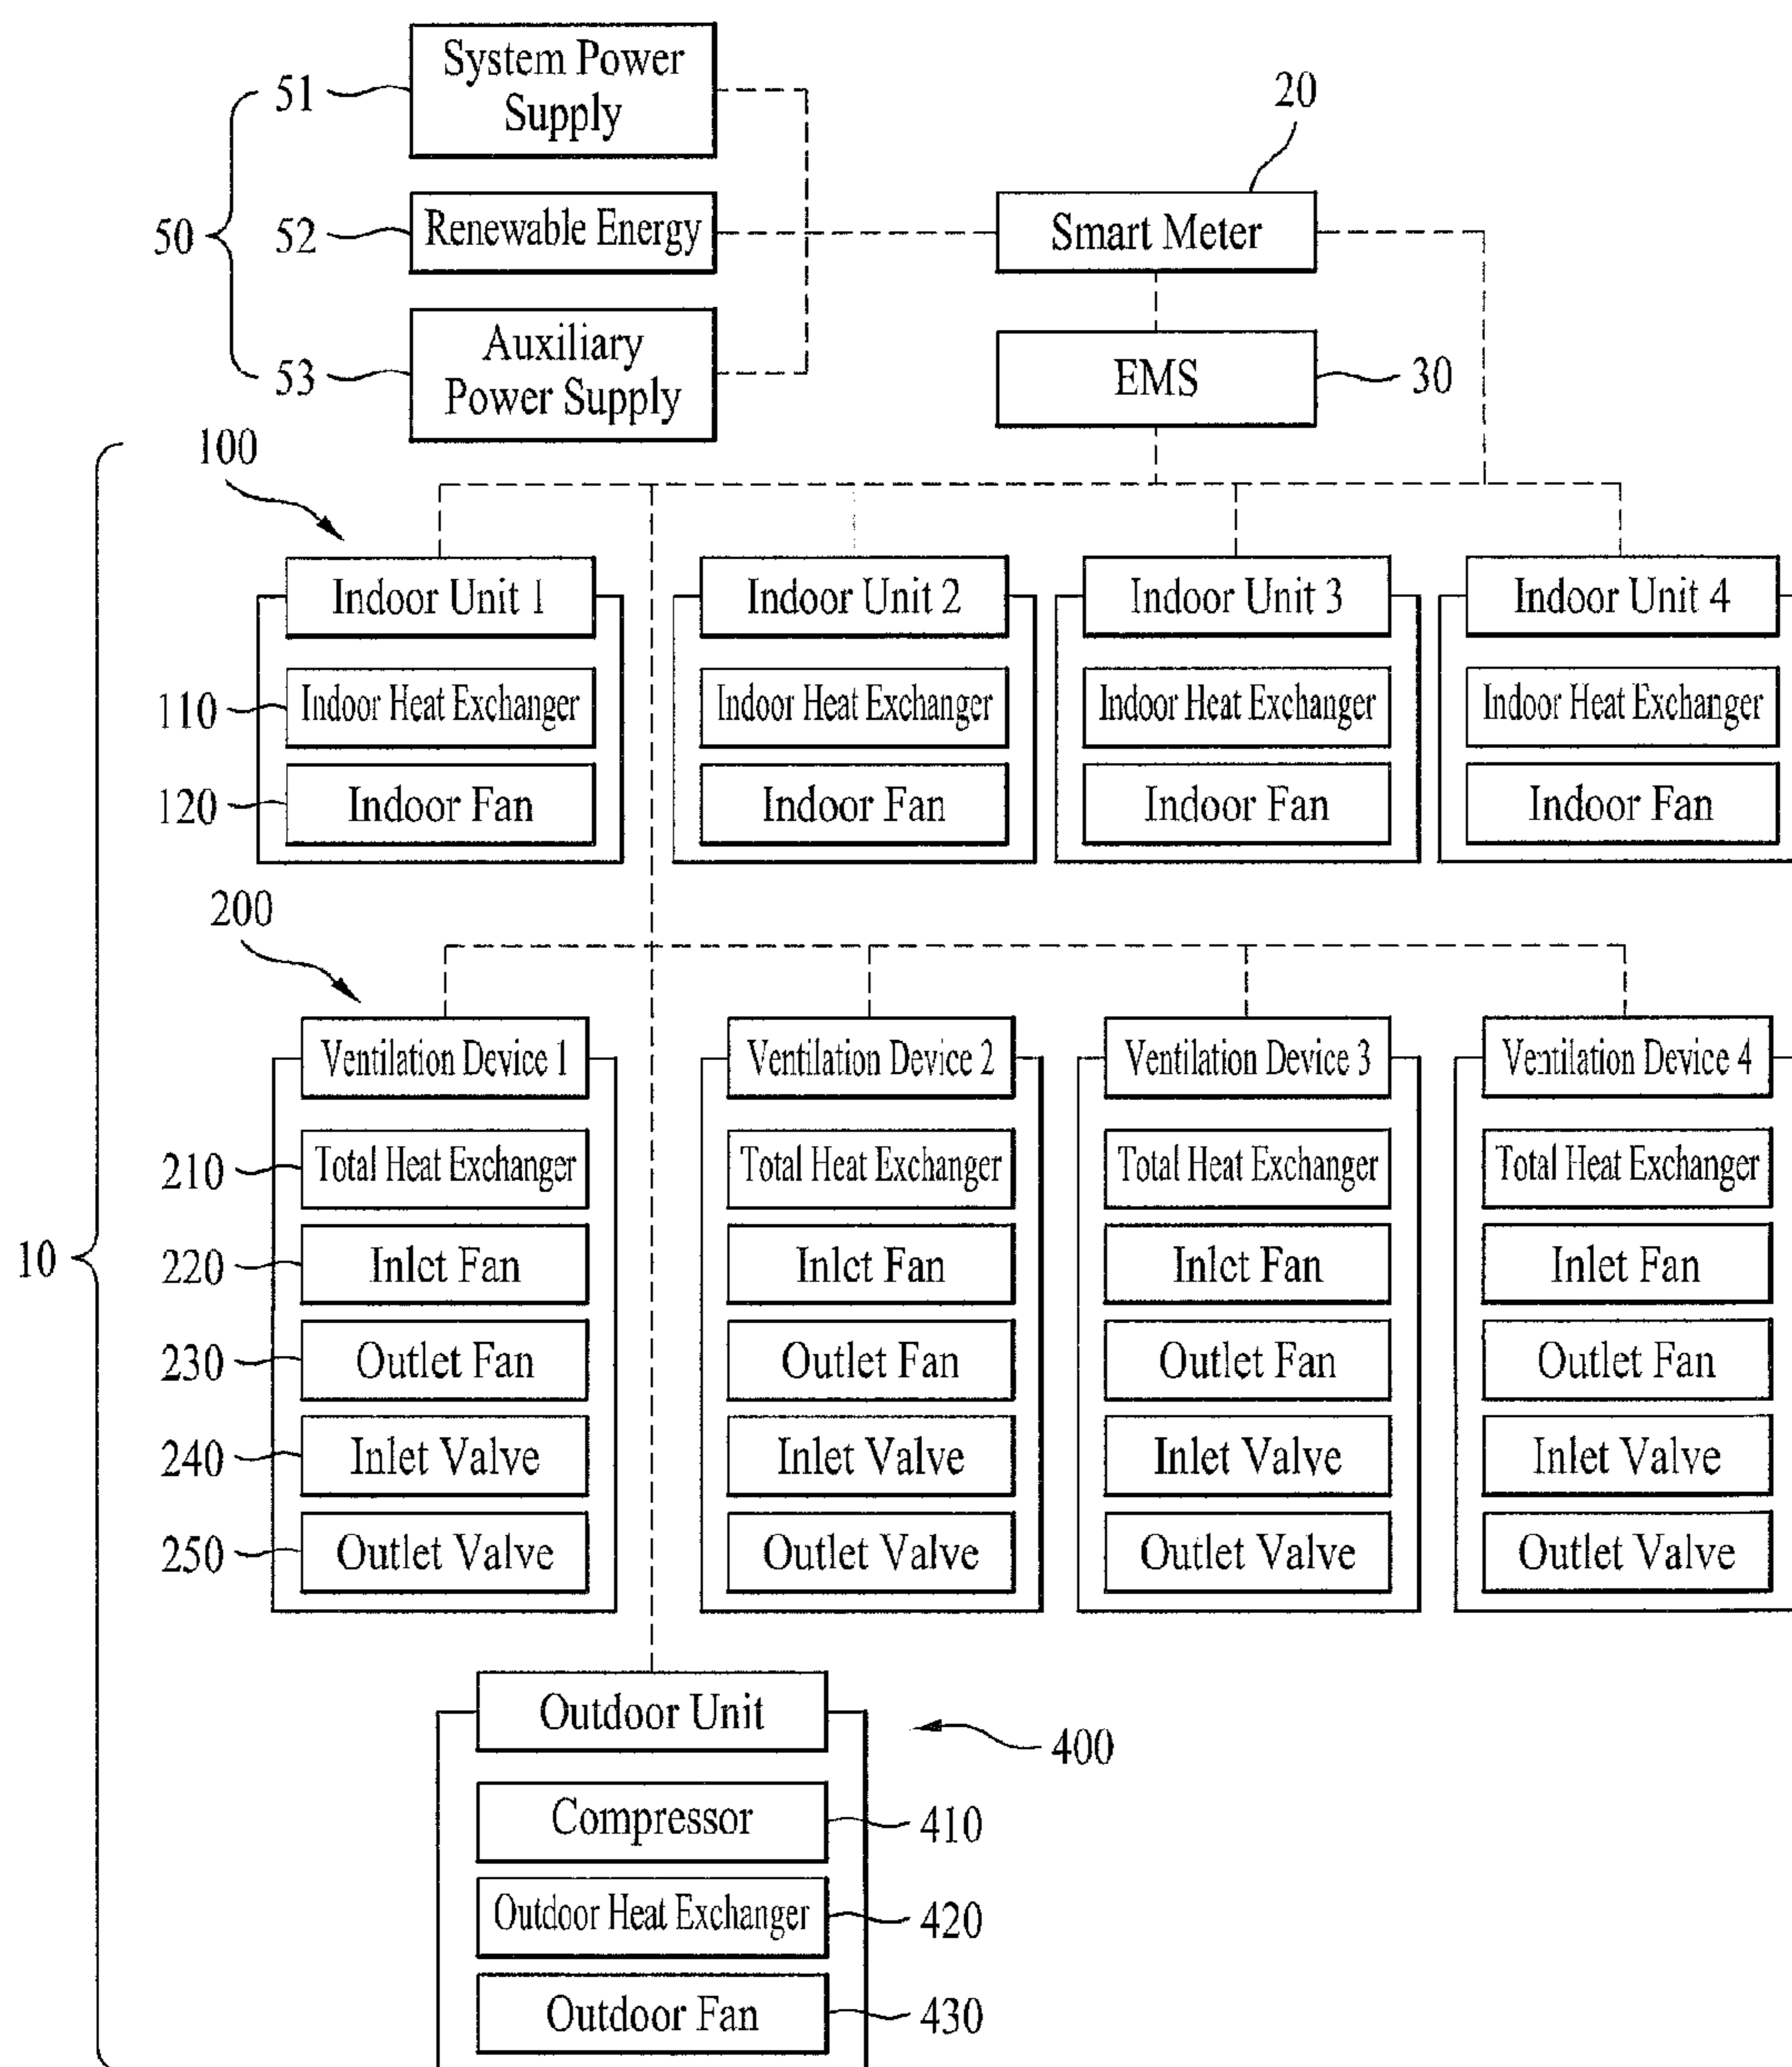 System Power
Supply
51
20
50
52
Renewable Energy
Smart Meter
Auxiliary
Power Supply
53
EMS
30
100
Indoor Unit 1
Indoor Unit 2
Indoor Unit 3
Indoor Unit 4
110
Indoor Heat Exchanger
Indoor Heat Exchanger
Indoor Heat Exchanger
Indoor Heat Exchanger
120
Indoor Fan
Indoor Fan
Indoor Fan
Indoor Fan
200
Ventilation Device 1
Ventilation Device 2
Ventilation Device 3
Ventilation Device 4
210
Total Heat Exchanger
Total Heat Exchanger
Total Heat Exchanger
Total Heat Exchanger
10
220
Inlet Fan
Inlet Fan
Inlet Fan
Inlet Fan
230
Outlet Fan
Outlet Fan
Outlet Fan
Outlet Fan
240
Inlet Valve
Inlet Valve
Inlet Valve
Inlet Valve
250
Outlet Valve
Outlet Valve
Outlet Valve
Outlet Valve
Outdoor Unit
400
Compressor
410
Outdoor Heat Exchanger
420
Outdoor Fan
430